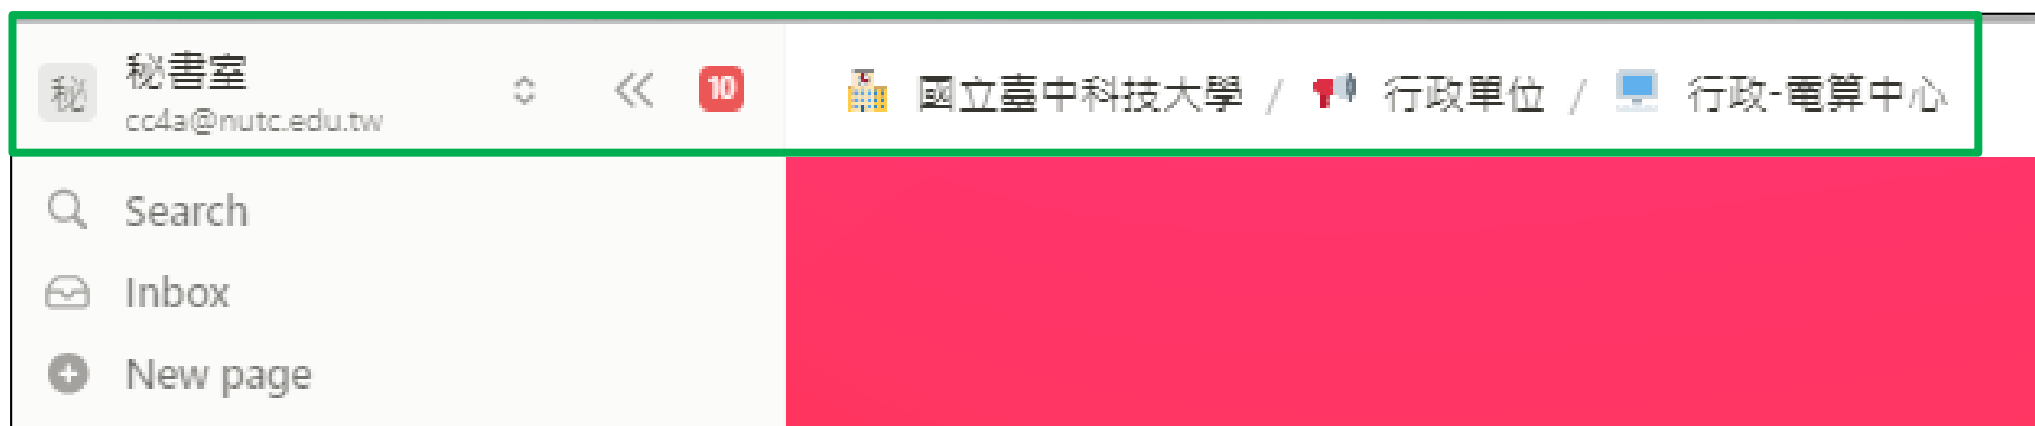 秘 秘書室
cc4a@nutc.edu.tw
10
國立臺中科技大學 / 行政單位 / 行政-電算中心
Search
Inbox
New page